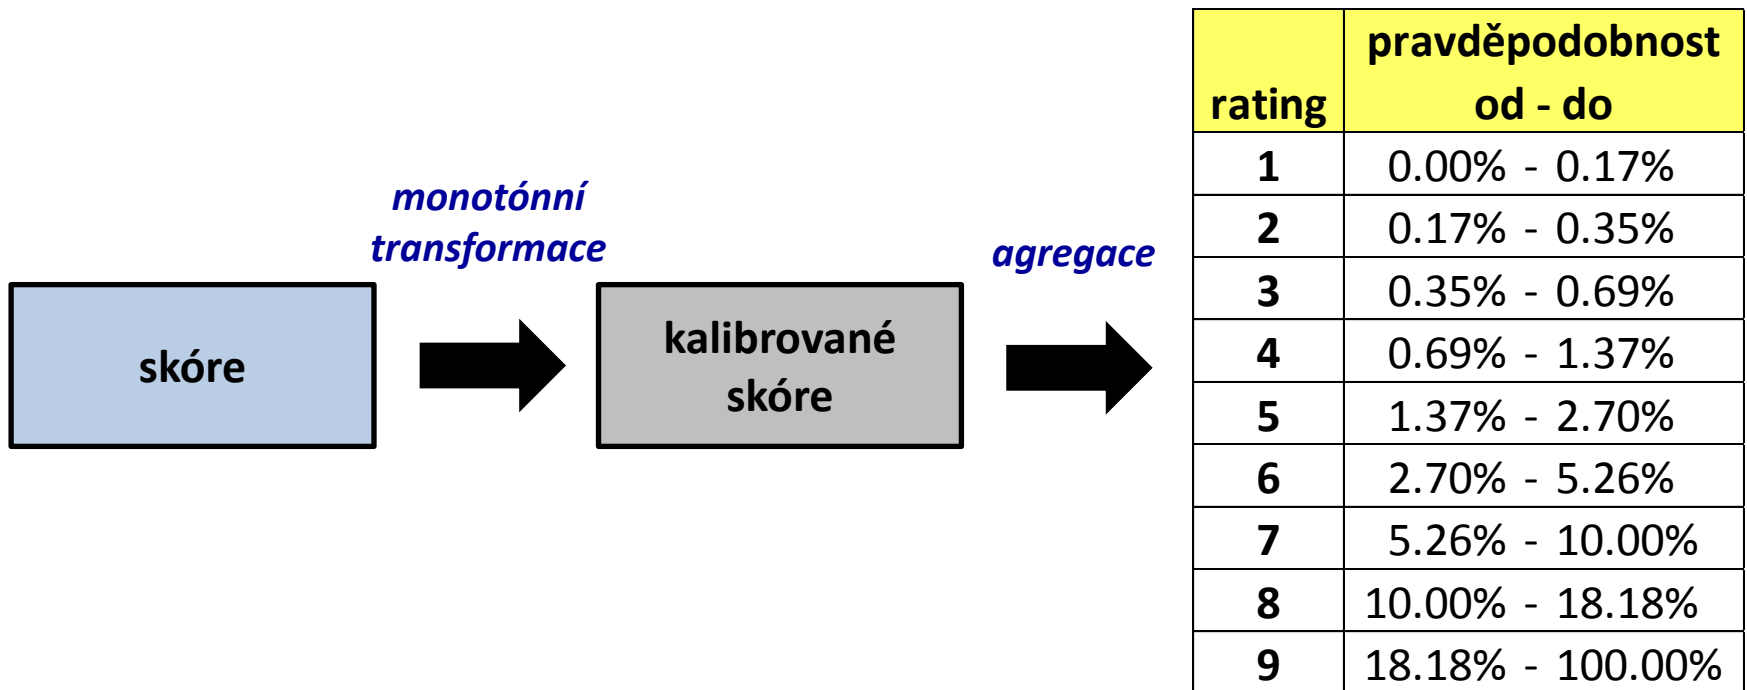 monotónní
transformace
agregace
skóre
kalibrované
skóre
rating
pravděpodobnost
od - do
1 0.00% - 0.17%
2 0.17% - 0.35%
3 0.35% - 0.69%
4 0.69% - 1.37%
5 1.37% - 2.70%
6 2.70% - 5.26%
7 5.26% - 10.00%
8 10.00% - 18.18%
9 18.18% - 100.00%